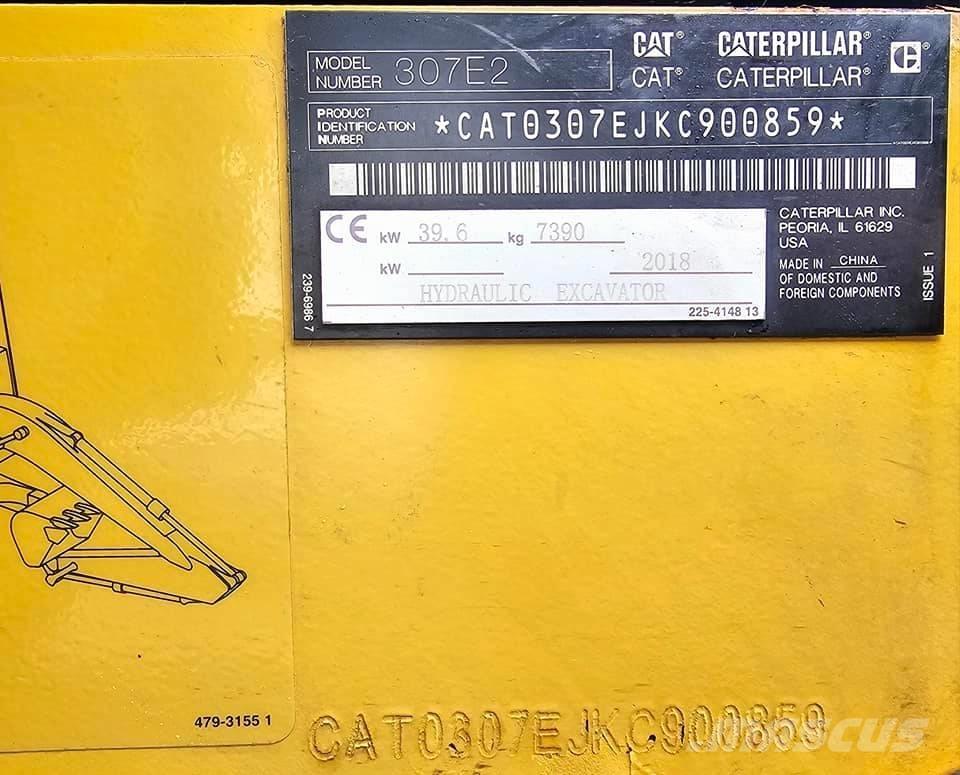 CAT® CATERPILLAR®
CAT® CATERPILLAR®
MODEL NUMBER 307E2
PRODUCT IDENTIFICATION NUMBER *CAT0307EJKC900859*
CE kW 39.6 kg 7390
kW 2018
HYDRAULIC EXCAVATOR
225-4148 13
239-6986 7
CATERPILLAR INC.
PEORIA, IL 61629
USA
MADE IN CHINA
OF DOMESTIC AND
FOREIGN COMPONENTS
ISSUE 1
479-3155 1
CAT0307EJKC900859